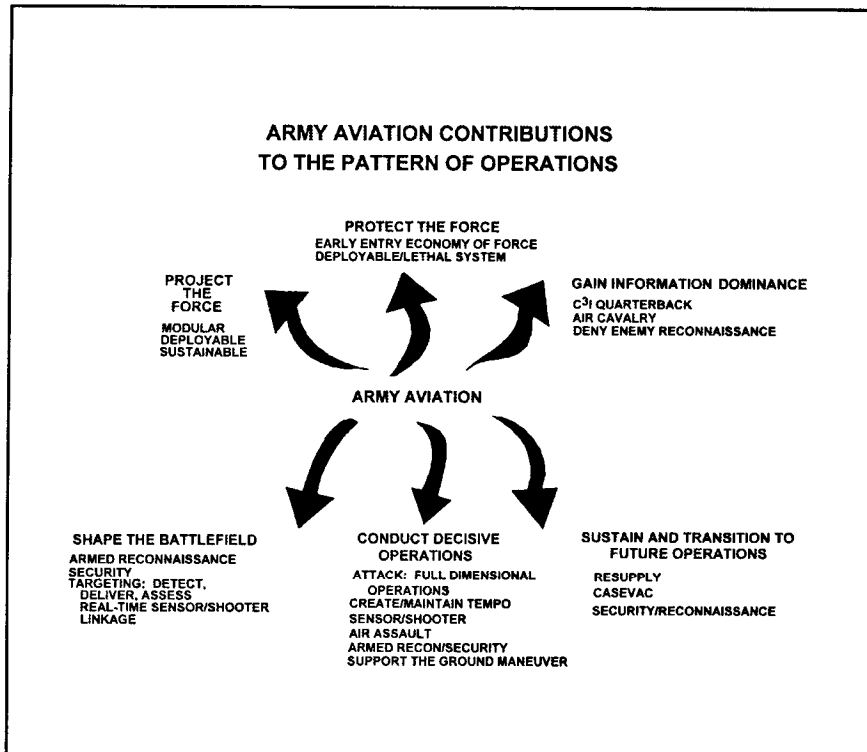 ARMY AVIATION CONTRIBUTIONS
TO THE PATTERN OF OPERATIONS
PROTECT THE FORCE
EARLY ENTRY ECONOMY OF FORCE
DEPLOYABLE/LETHAL SYSTEM
PROJECT
THE
FORCE
MODULAR
DEPLOYABLE
SUSTAINABLE
GAIN INFORMATION DOMINANCE
C³I QUARTERBACK
AIR CAVALRY
DENY ENEMY RECONNAISSANCE
ARMY AVIATION
SHAPE THE BATTLEFIELD
ARMED RECONNAISSANCE
SECURITY
TARGETING: DETECT,
DELIVER, ASSESS
REAL-TIME SENSOR/SHOOTER
LINKAGE
CONDUCT DECISIVE
OPERATIONS
ATTACK: FULL DIMENSIONAL
OPERATIONS
CREATE/MAINTAIN TEMPO
SENSOR/SHOOTER
AIR ASSAULT
ARMED RECON/SECURITY
SUPPORT THE GROUND MANEUVER
SUSTAIN AND TRANSITION TO
FUTURE OPERATIONS
RESUPPLY
CASEVAC
SECURITY/RECONNAISSANCE